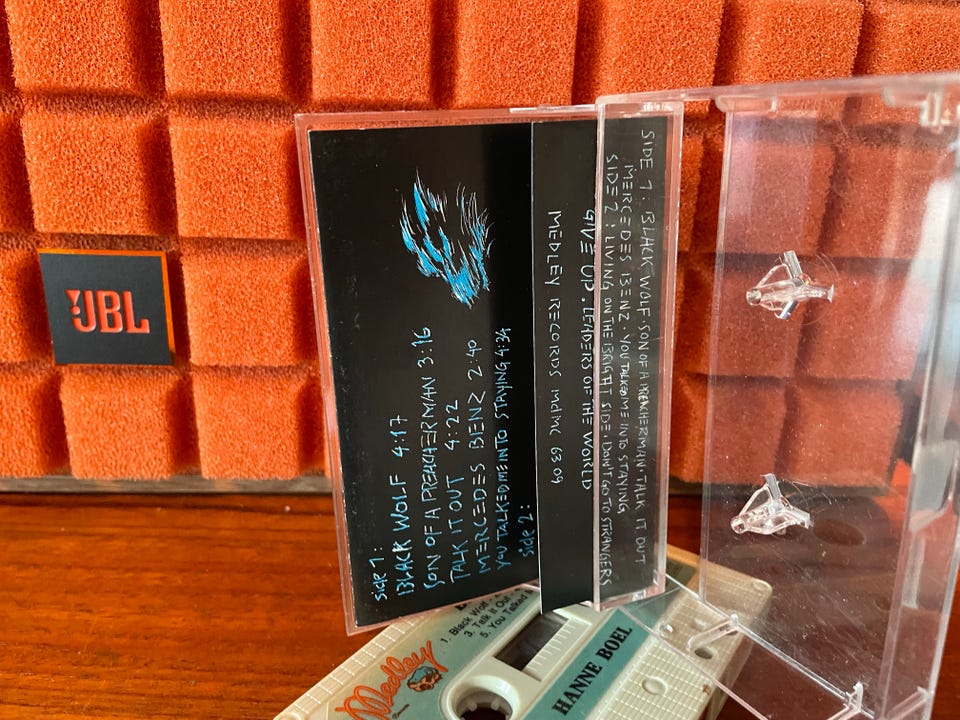 JBL
side 1:
BLACK WOLF 4:17
SON OF A PREACHERMAN 3:16
TALK IT OUT 4:22
MERCEDES BENZ 2:40
YOU TALKED ME INTO STAYING 4:34
side 2:
MEDLEY RECORDS mdmc 6309
GIVE UP · LEADERS OF THE WORLD
SIDE 2: LIVING ON THE BRIGHT SIDE · DON'T GO TO STRANGERS
MERCEDES BENZ · YOU TALKED ME INTO STAYING
SIDE 1: BLACK WOLF · SON OF A PREACHERMAN · TALK IT OUT
Medley
1. Black Wolf
3. Talk It Out
5. You Talked
HANNE BOEL